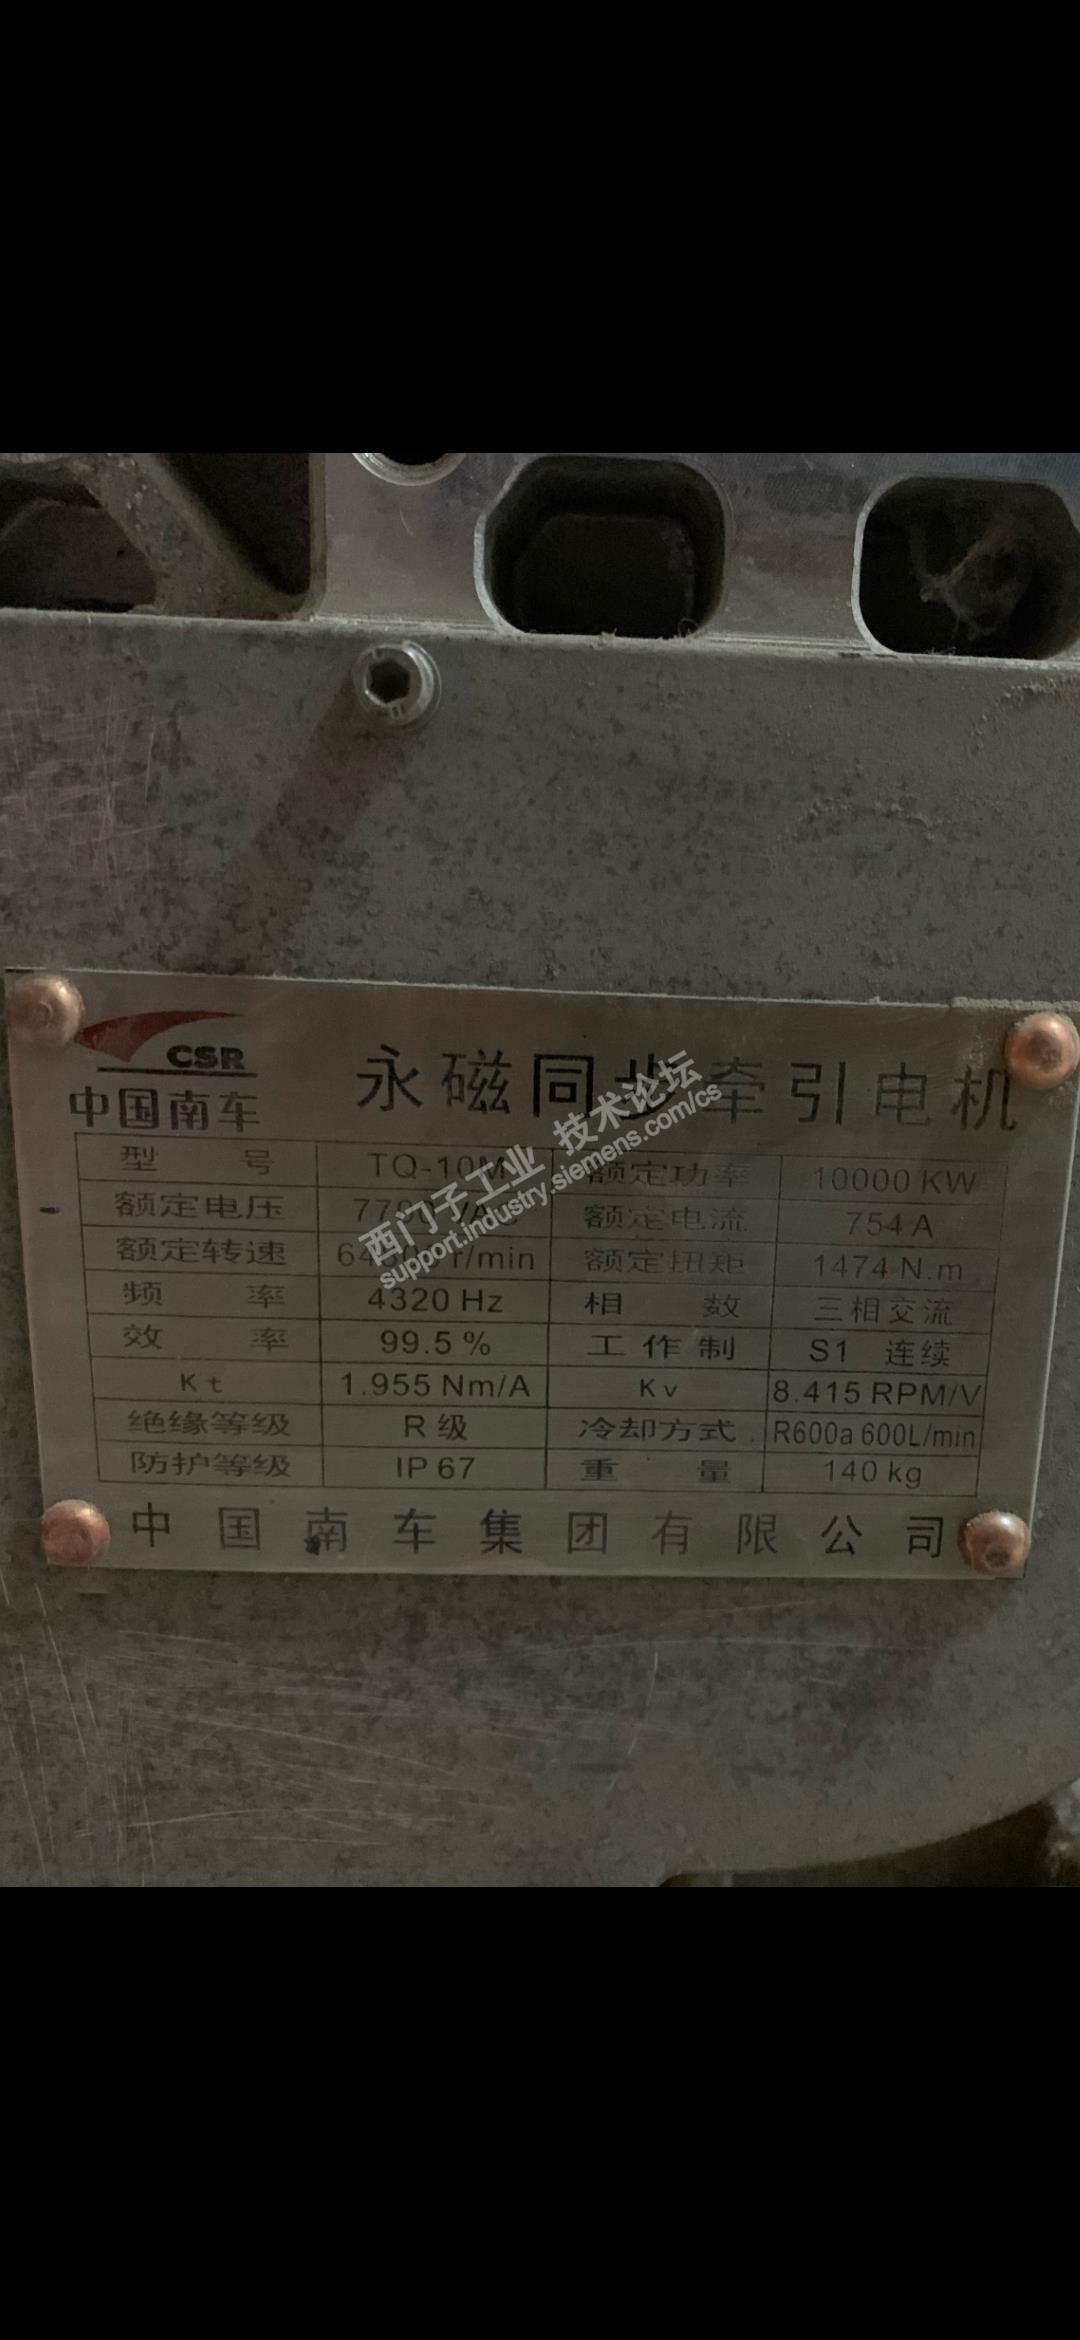 CSR
中国南车
永磁同步牵引电机
型号 TQ-10M 额定功率 10000 KW
额定电压 额定电流 754 A
额定转速 r/min 额定扭矩 1474 N.m
频率 4320 Hz 相数 三相交流
效率 99.5 % 工作制 S1 连续
Kt 1.955 Nm/A Kv 8.415 RPM/V
绝缘等级 R 级 冷却方式 R600a 600L/min
防护等级 IP 67 重量 140 kg
中国南车集团有限公司
西门子工业 技术论坛
support.industry.siemens.com/cs